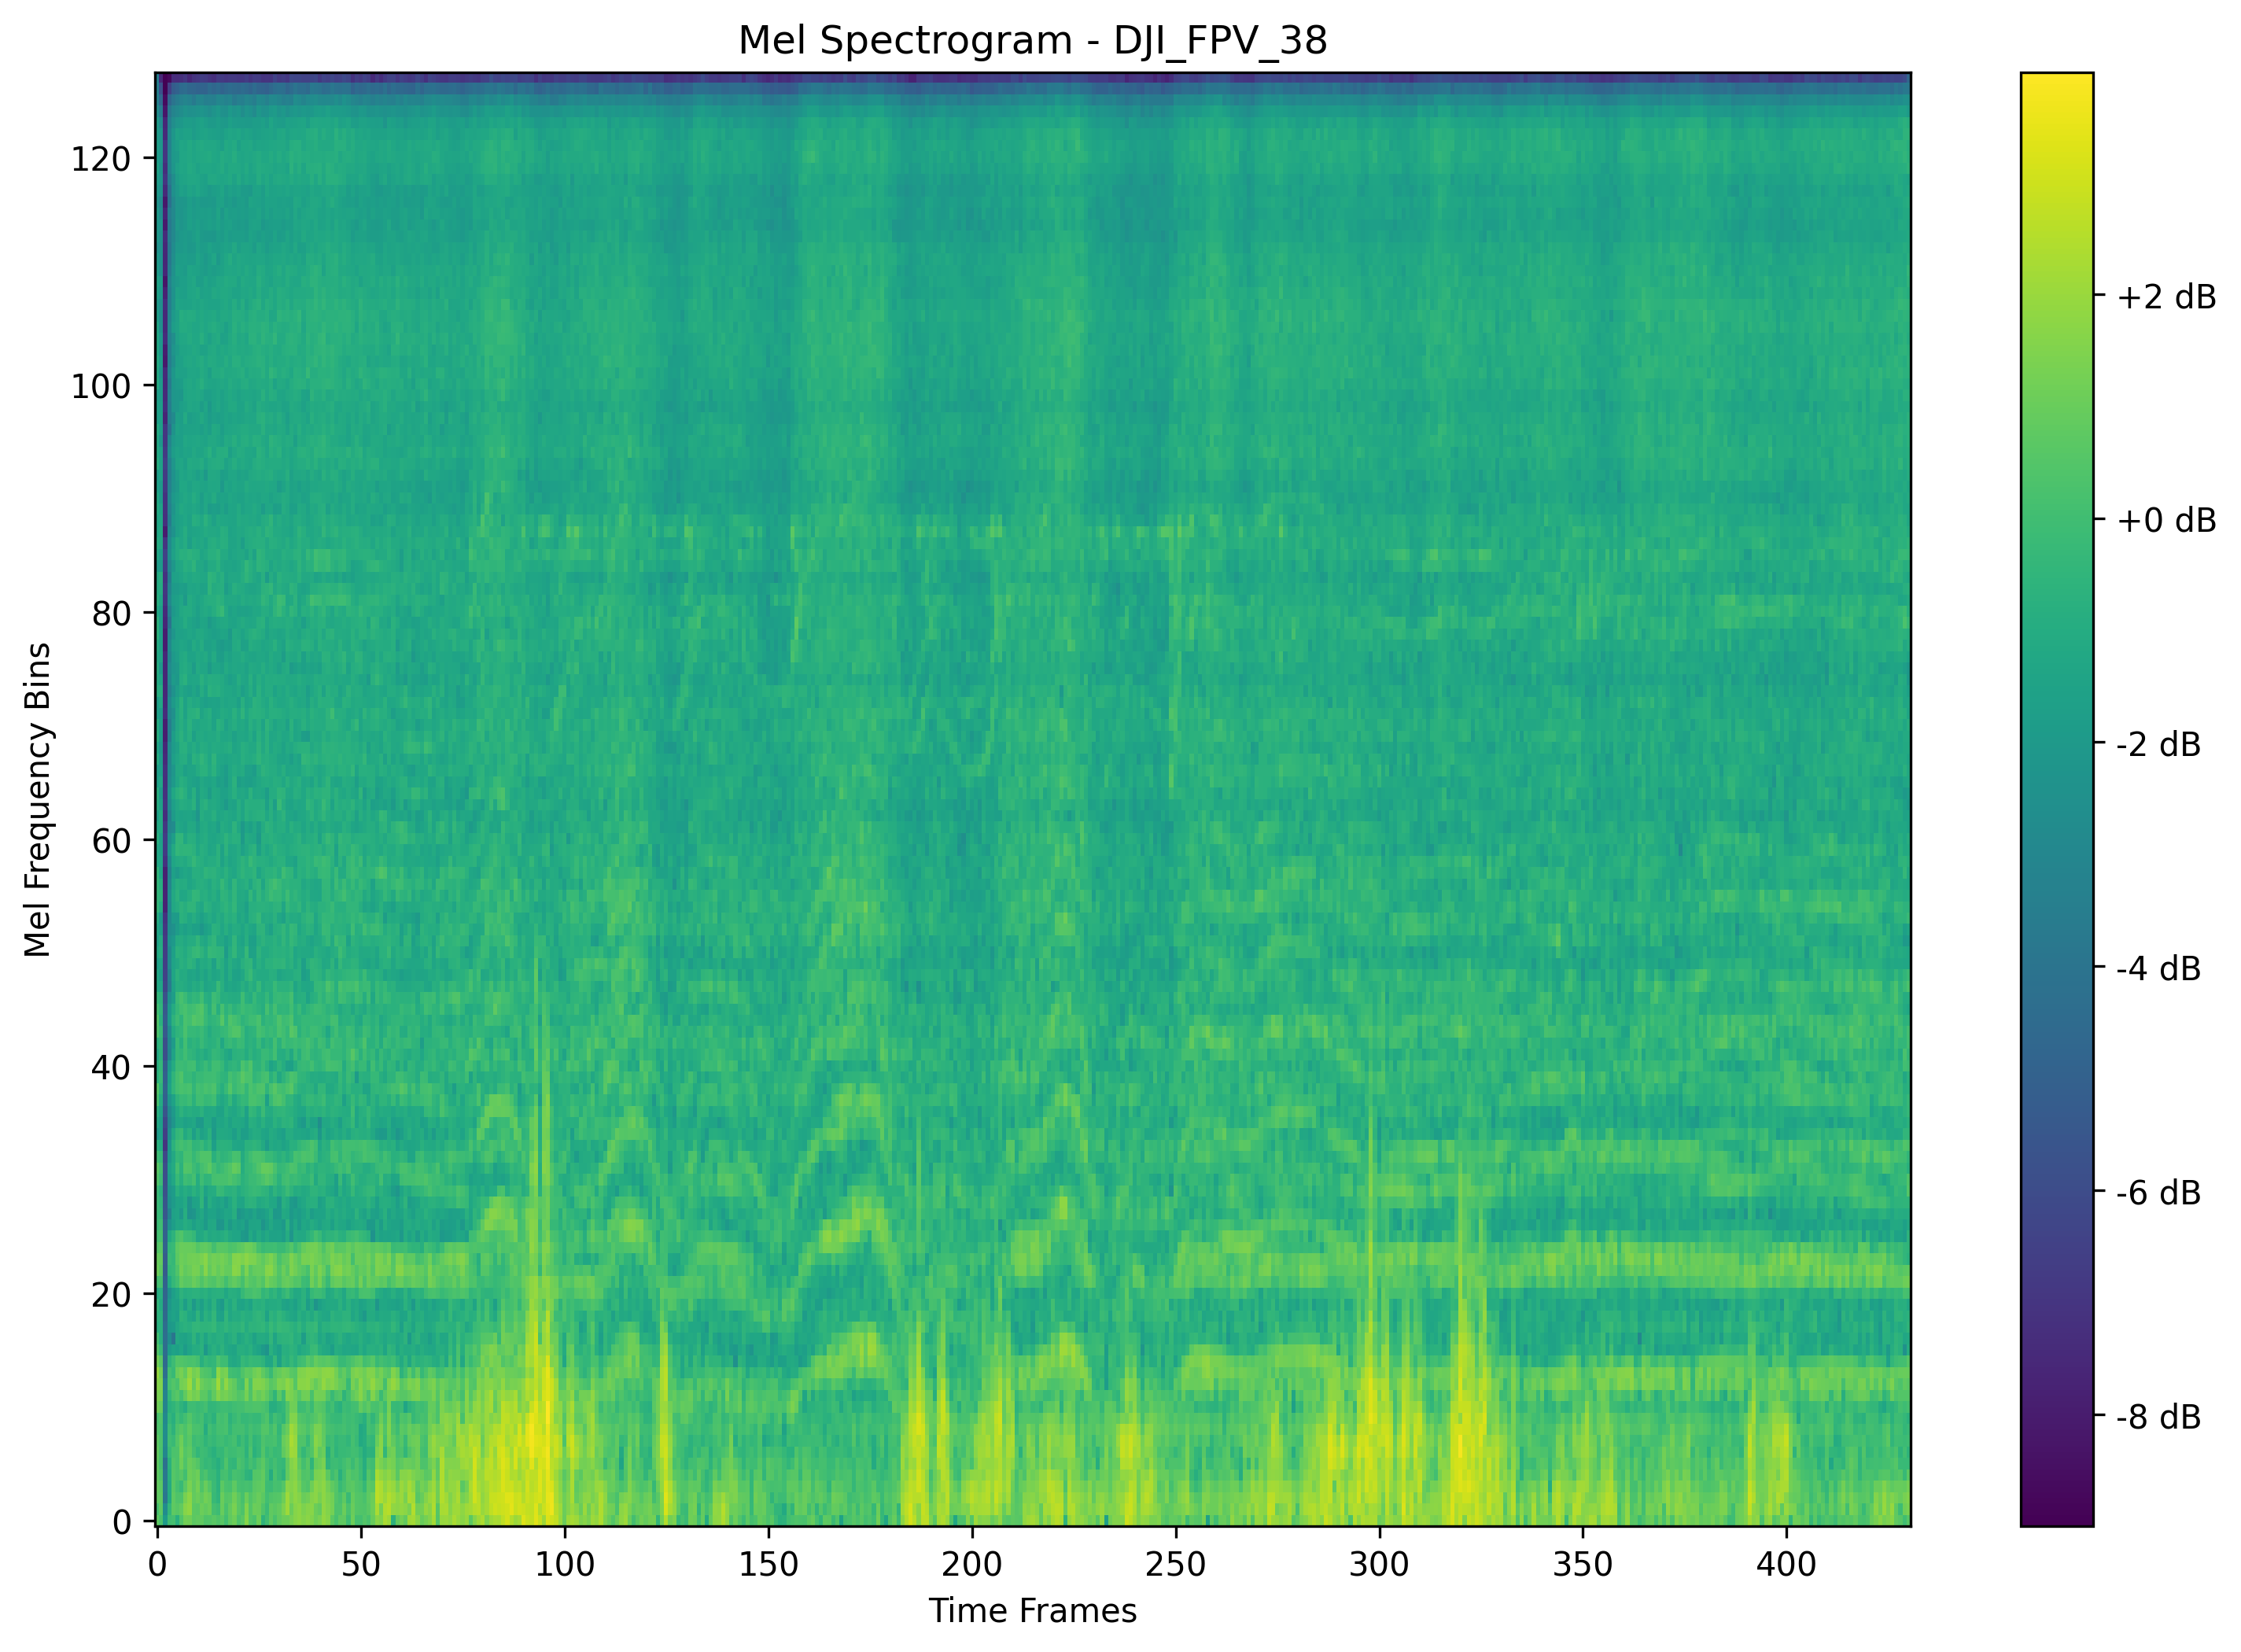 Mel Spectrogram - DJI_FPV_38
Mel Frequency Bins
120
100
80
60
40
20
0
0 50 100 150 200 250 300 350 400
Time Frames
+2 dB
+0 dB
-2 dB
-4 dB
-6 dB
-8 dB